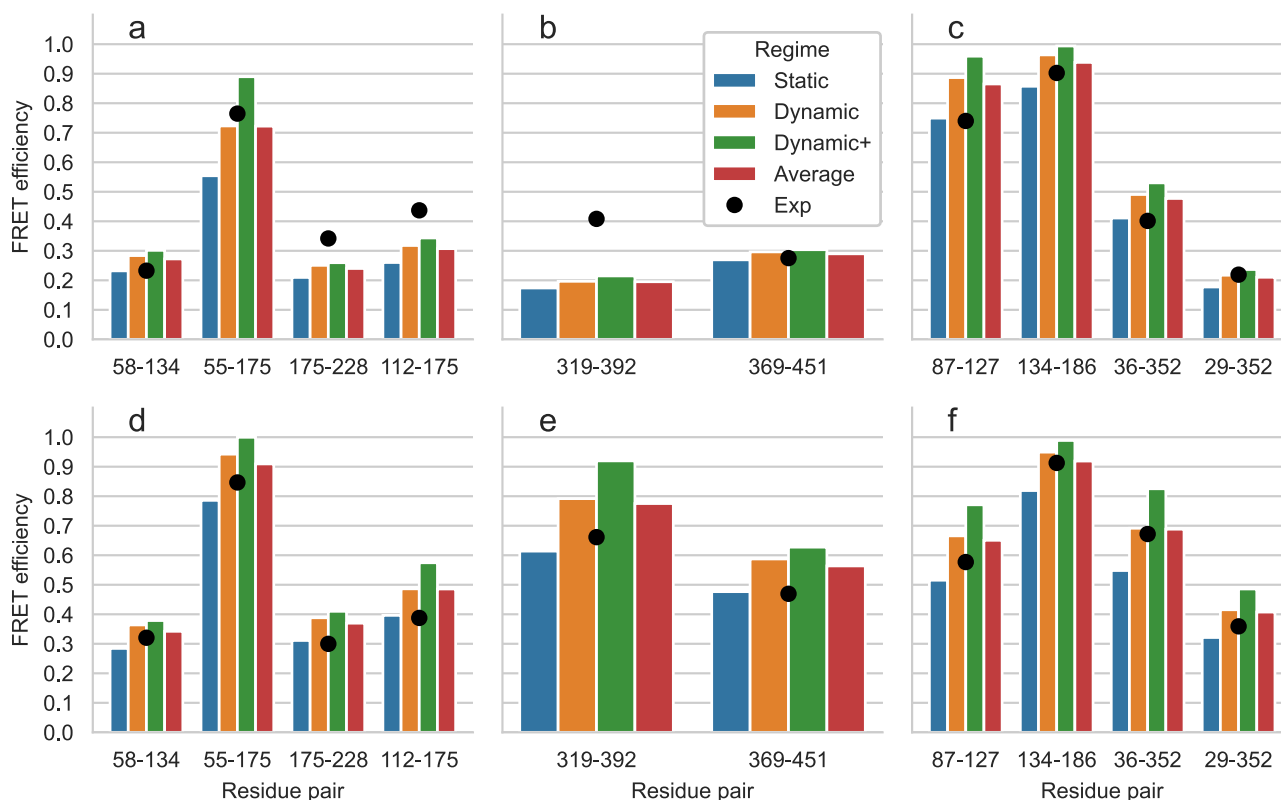 a
b
c
FRET efficiency
1.0
0.9
0.8
0.7
0.6
0.5
0.4
0.3
0.2
0.1
0.0
Regime
Static
Dynamic
Dynamic+
Average
Exp
58-134 55-175 175-228 112-175
319-392 369-451
87-127 134-186 36-352 29-352
d
e
f
FRET efficiency
1.0
0.9
0.8
0.7
0.6
0.5
0.4
0.3
0.2
0.1
0.0
58-134 55-175 175-228 112-175
319-392 369-451
87-127 134-186 36-352 29-352
Residue pair
Residue pair
Residue pair